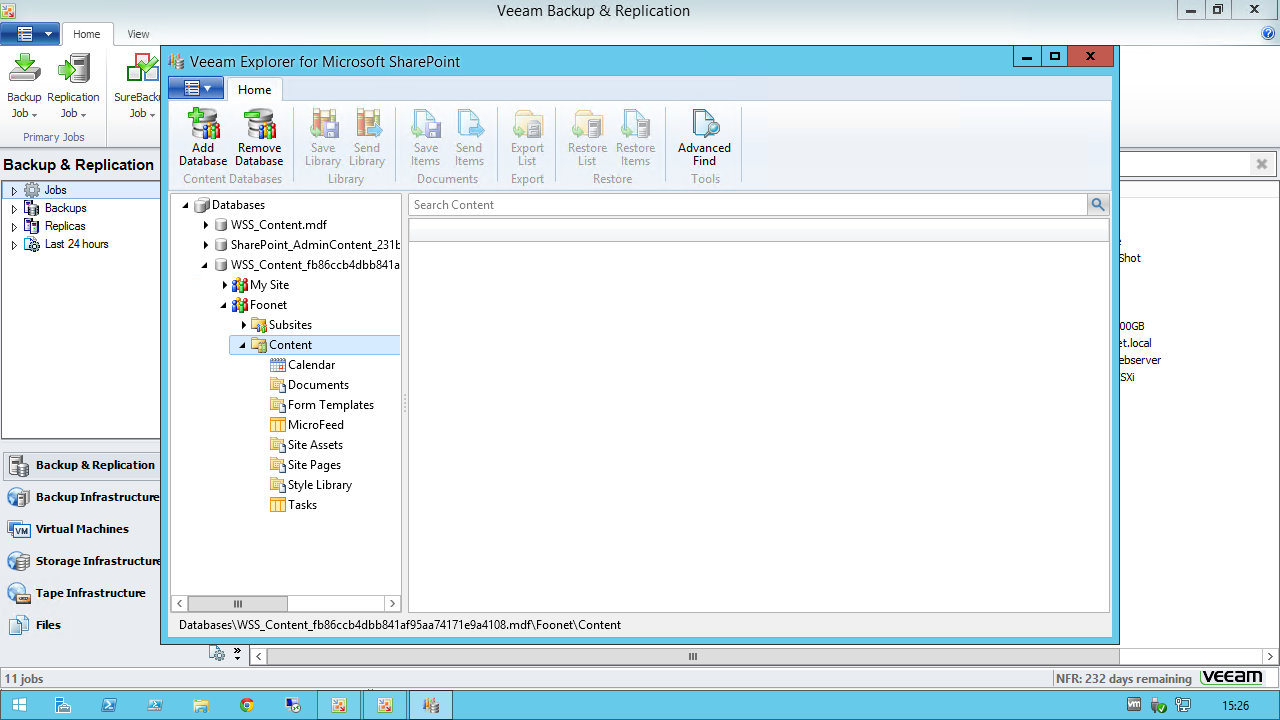 Veeam Backup & Replication
Home
View
Backup Job
Replication Job
SureBack
Job
Primary Jobs
Veeam Explorer for Microsoft SharePoint
Home
Add Database
Remove Database
Save Library
Send Library
Save Items
Send Items
Export List
Restore List
Restore Items
Advanced Find
Content Databases
Library
Documents
Export
Restore
Tools
Backup & Replication
Jobs
Backups
Replicas
Last 24 hours
Databases
WSS_Content.mdf
SharePoint_AdminContent_231b
WSS_Content_fb86ccb4dbb841a
My Site
Foonet
Subsites
Content
Calendar
Documents
Form Templates
MicroFeed
Site Assets
Site Pages
Style Library
Tasks
Search Content
Shot
00GB
et.local
ebserver
SXi
Backup & Replication
Backup Infrastructure
Virtual Machines
Storage Infrastructure
Tape Infrastructure
Files
Databases\WSS_Content_fb86ccb4dbb841af95aa74171e9a4108.mdf\Foonet\Content
11 jobs
NFR: 232 days remaining
veeam
15:26